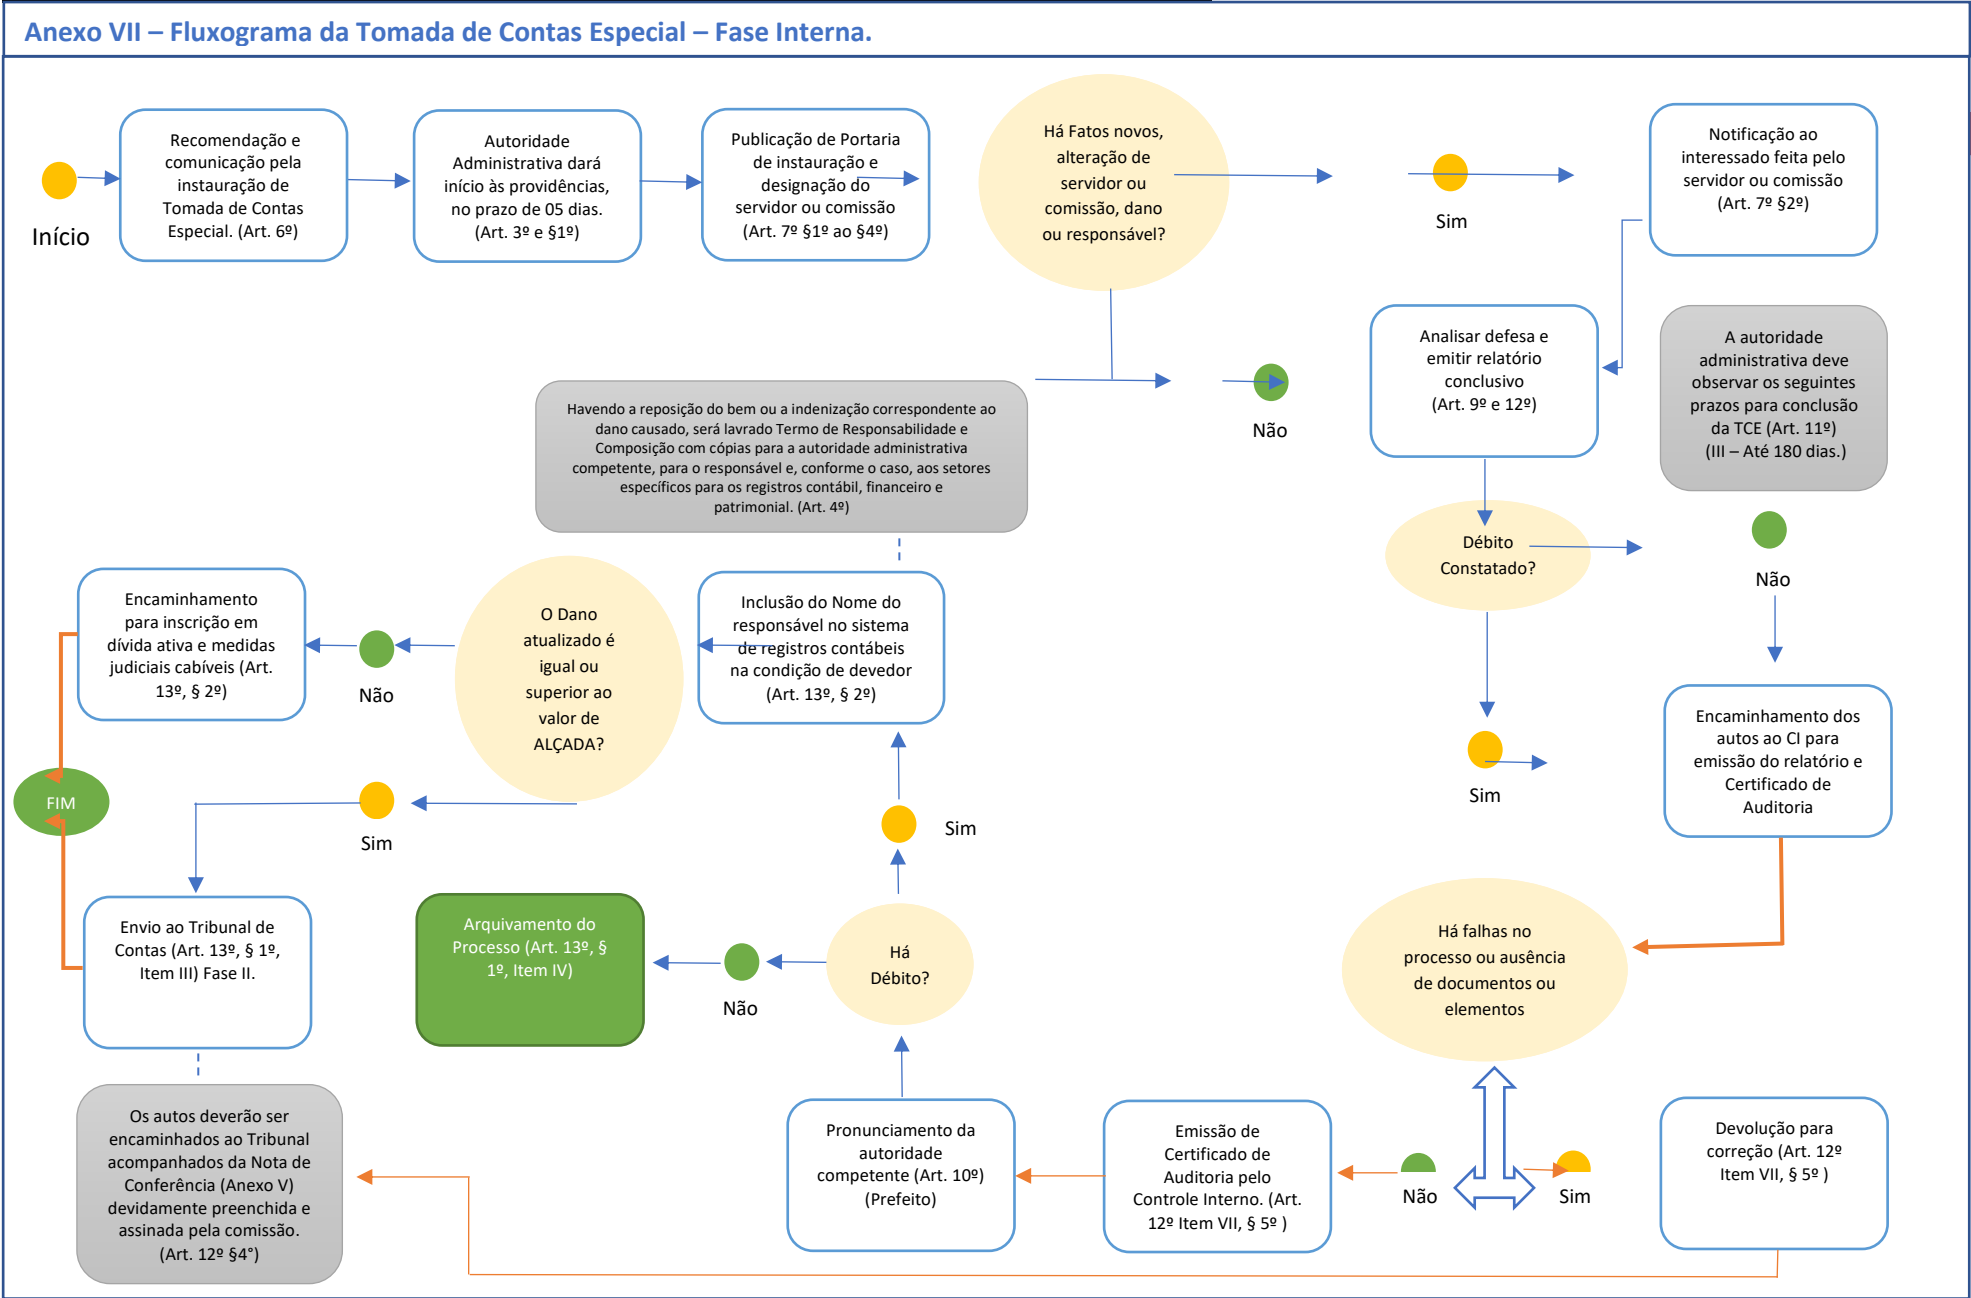 Anexo VII – Fluxograma da Tomada de Contas Especial – Fase Interna.
Início
Recomendação e
comunicação pela
instauração de
Tomada de Contas
Especial. (Art. 6º)
Autoridade
Administrativa dará
início às providências,
no prazo de 05 dias.
(Art. 3º e §1º)
Publicação de Portaria
de instauração e
designação do
servidor ou comissão
(Art. 7º §1º ao §4º)
Há Fatos novos,
alteração de
servidor ou
comissão, dano
ou responsável?
Sim
Notificação ao
interessado feita pelo
servidor ou comissão
(Art. 7º §2º)
Não
Analisar defesa e
emitir relatório
conclusivo
(Art. 9º e 12º)
A autoridade
administrativa deve
observar os seguintes
prazos para conclusão
da TCE (Art. 11º)
(III – Até 180 dias.)
Havendo a reposição do bem ou a indenização correspondente ao
dano causado, será lavrado Termo de Responsabilidade e
Composição com cópias para a autoridade administrativa
competente, para o responsável e, conforme o caso, aos setores
específicos para os registros contábil, financeiro e
patrimonial. (Art. 4º)
Débito
Constatado?
Não
Sim
Encaminhamento dos
autos ao CI para
emissão do relatório e
Certificado de
Auditoria
Encaminhamento
para inscrição em
dívida ativa e medidas
judiciais cabíveis (Art.
13º, § 2º)
Não
O Dano
atualizado é
igual ou
superior ao
valor de
ALÇADA?
Inclusão do Nome do
responsável no sistema
de registros contábeis
na condição de devedor
(Art. 13º, § 2º)
FIM
Sim
Sim
Envio ao Tribunal de
Contas (Art. 13º, § 1º,
Item III) Fase II.
Arquivamento do
Processo (Art. 13º, §
1º, Item IV)
Não
Há
Débito?
Há falhas no
processo ou ausência
de documentos ou
elementos
Os autos deverão ser
encaminhados ao Tribunal
acompanhados da Nota de
Conferência (Anexo V)
devidamente preenchida e
assinada pela comissão.
(Art. 12º §4°)
Pronunciamento da
autoridade
competente (Art. 10º)
(Prefeito)
Emissão de
Certificado de
Auditoria pelo
Controle Interno. (Art.
12º Item VII, § 5º )
Não
Sim
Devolução para
correção (Art. 12º
Item VII, § 5º )